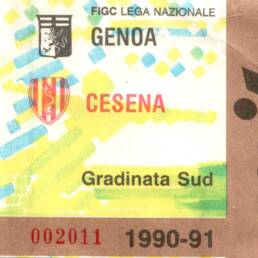 FIGC LEGA NAZIONALE
GENOA
CESENA
Gradinata Sud
002011 1990-91